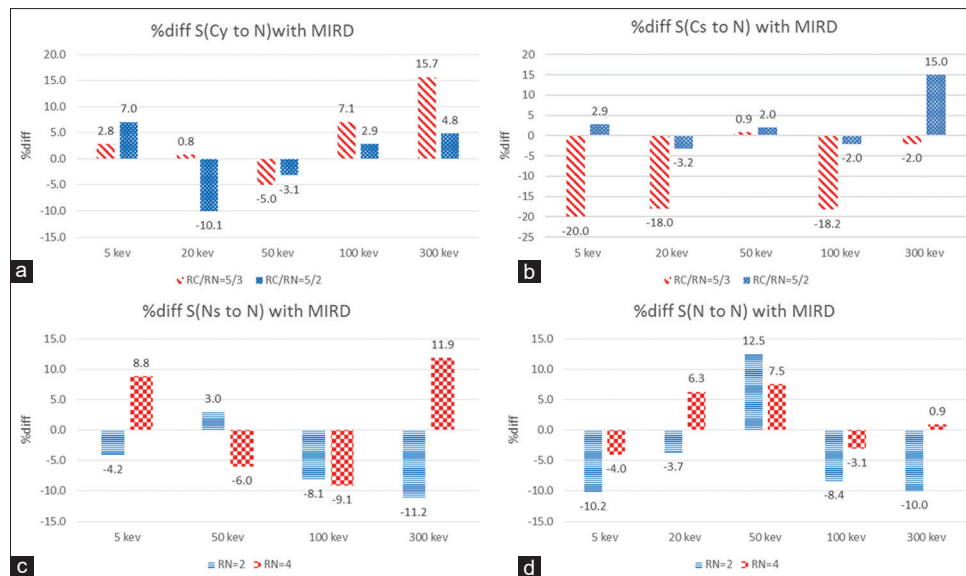 %diff S(Cy to N)with MIRD
20.0
15.0
10.0
5.0
0.0
-5.0
-10.0
-15.0
%diff
2.8
7.0
0.8
-10.1
-5.0
-3.1
7.1
2.9
15.7
4.8
5 kev
20 kev
50 kev
100 kev
300 kev
RC/RN=5/3
RC/RN=5/2
a
%diff S(Cs to N) with MIRD
20
15
10
5
0
-5
-10
-15
-20
-25
%diff
-20.0
2.9
-18.0
-3.2
0.9
2.0
-18.2
-2.0
-2.0
15.0
5 kev
20 kev
50 kev
100 kev
300 kev
RC/RN=5/3
RC/RN=5/2
b
%diff S(Ns to N) with MIRD
15.0
10.0
5.0
0.0
-5.0
-10.0
-15.0
%diff
-4.2
8.8
3.0
-6.0
-8.1
-9.1
-11.2
11.9
5 kev
50 kev
100 kev
300 kev
RN=2
RN=4
c
%diff S(N to N) with MIRD
15.0
10.0
5.0
0.0
-5.0
-10.0
-15.0
%diff
-10.2
-4.0
-3.7
6.3
12.5
7.5
-8.4
-3.1
-10.0
0.9
5 kev
20 kev
50 kev
100 kev
300 kev
RN=2
RN=4
d